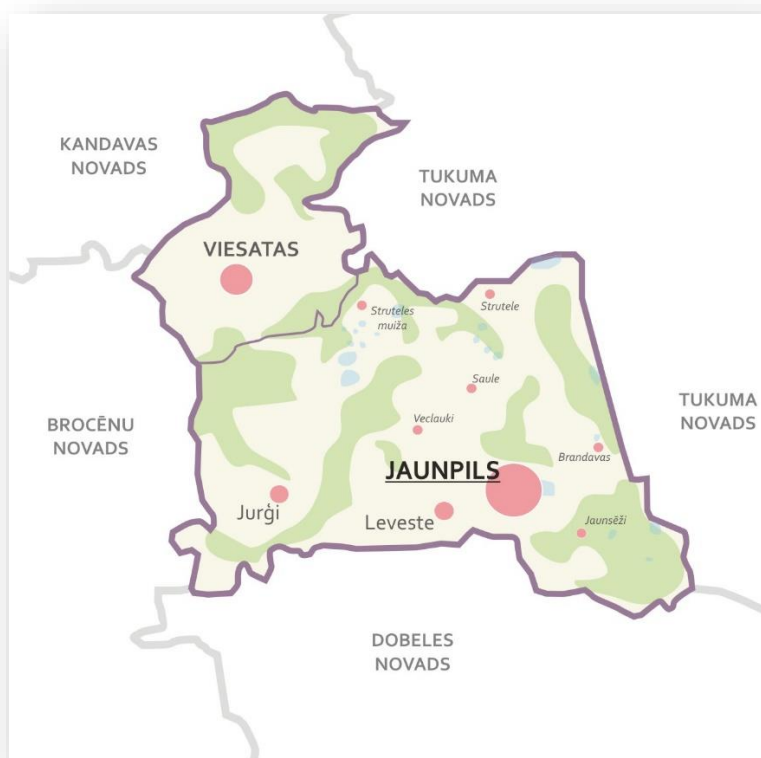 KANDAVAS
NOVADS
TUKUMA
NOVADS
VIESATAS
Strutele
Struteles
muiža
Saule
TUKUMA
NOVADS
BROCĒNU
NOVADS
Veclauki
Brandavas
JAUNPILS
Jurģi
Leveste
Jaunsēži
DOBELES
NOVADS